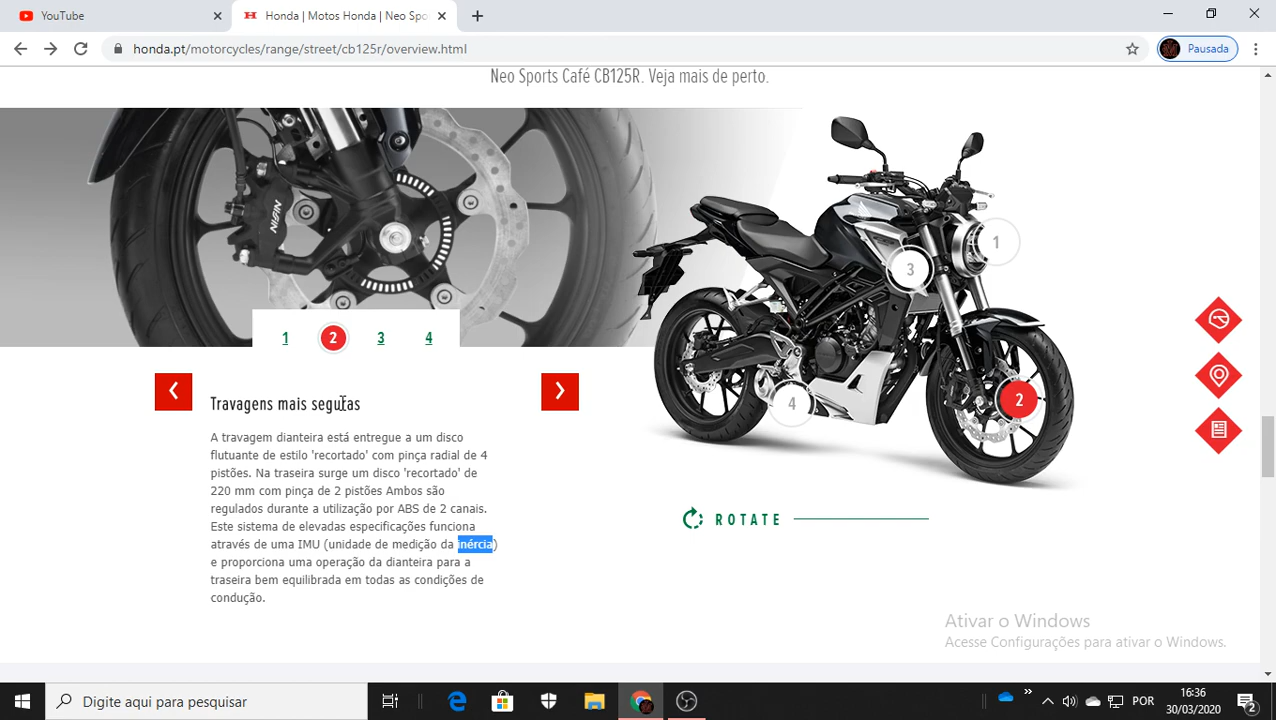 YouTube
Honda | Motos Honda | Neo Spo
honda.pt/motorcycles/range/street/cb125r/overview.html
Pausada
Neo Sports Café CB125R. Veja mais de perto.
NISSIN
1
3
2
4
1 2 3 4
Travagens mais seguras
A travagem dianteira está entregue a um disco
flutuante de estilo 'recortado' com pinça radial de 4
pistões. Na traseira surge um disco 'recortado' de
220 mm com pinça de 2 pistões Ambos são
regulados durante a utilização por ABS de 2 canais.
Este sistema de elevadas especificações funciona
através de uma IMU (unidade de medição da inércia)
e proporciona uma operação da dianteira para a
traseira bem equilibrada em todas as condições de
condução.
ROTATE
Ativar o Windows
Acesse Configurações para ativar o Windows.
Digite aqui para pesquisar
POR
16:36
30/03/2020
2